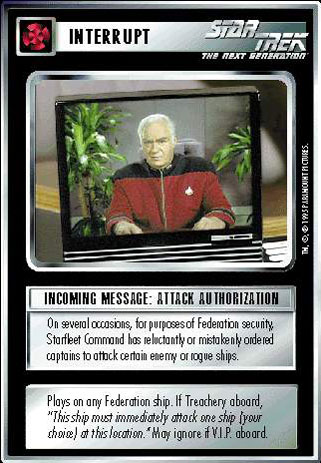 INTERRUPT
STAR TREK
THE NEXT GENERATION
TM, ®, © 1995 PARAMOUNT PICTURES.
INCOMING MESSAGE: ATTACK AUTHORIZATION
On several occasions, for purposes of Federation security,
Starfleet Command has reluctantly or mistakenly ordered
captains to attack certain enemy or rogue ships.
Plays on any Federation ship. If Treachery aboard,
"This ship must immediately attack one ship (your
choice) at this location." May ignore if V.I.P. aboard.